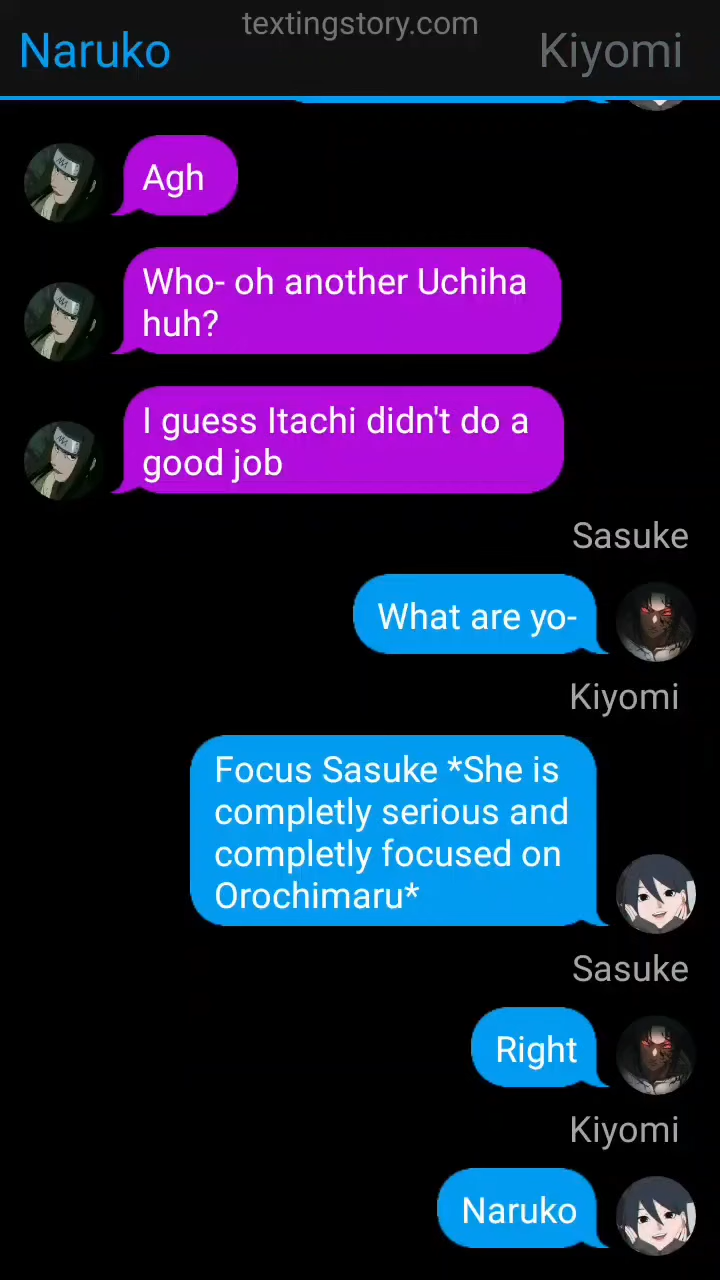 textingstory.com
Naruko
Kiyomi
Agh
Who- oh another Uchiha
huh?
I guess Itachi didn't do a
good job
Sasuke
What are yo-
Kiyomi
Focus Sasuke *She is
completly serious and
completly focused on
Orochimaru*
Sasuke
Right
Kiyomi
Naruko